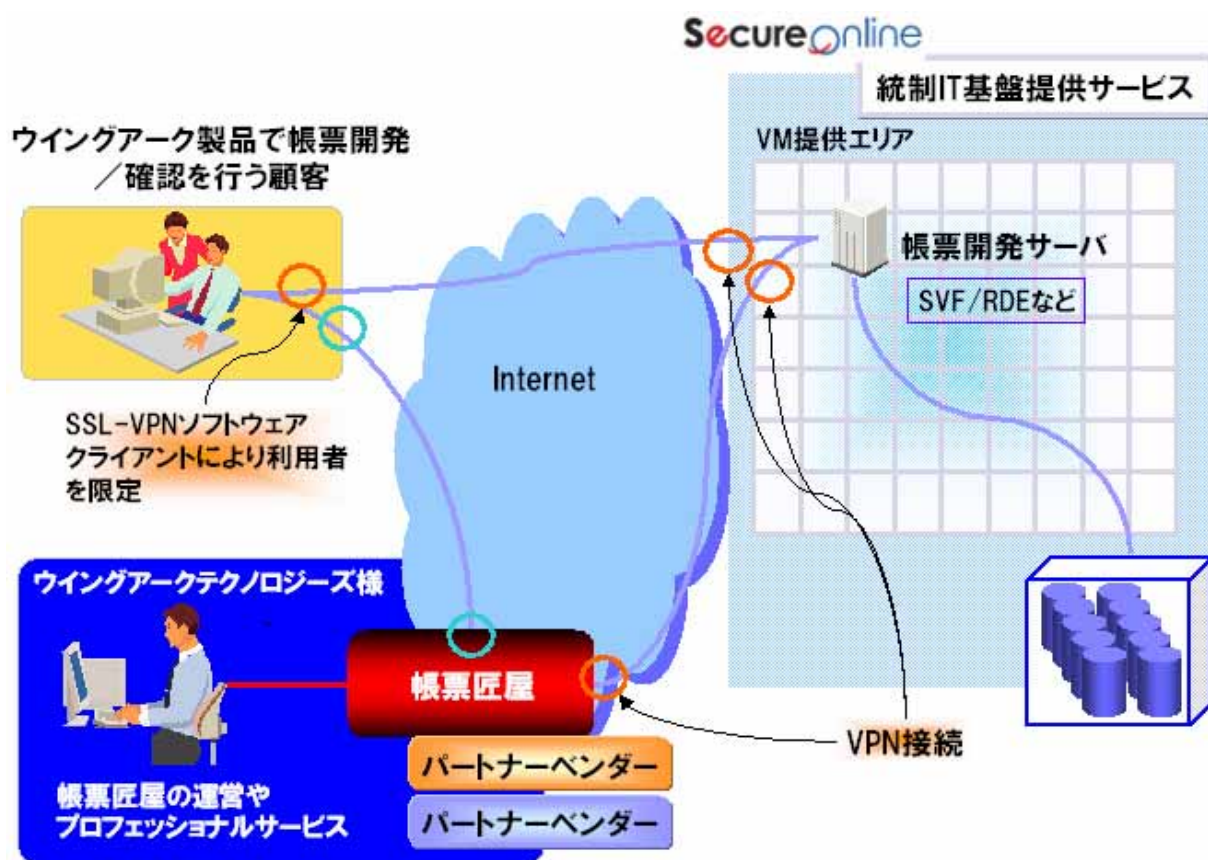 Secureonline
統制IT基盤提供サービス
VM提供エリア
ウイングアーク製品で帳票開発
／確認を行う顧客
帳票開発サーバ
SVF/RDEなど
Internet
SSL-VPNソフトウェア
クライアントにより利用者
を限定
ウイングアークテクノロジーズ様
帳票匠屋
VPN接続
パートナーベンダー
パートナーベンダー
帳票匠屋の運営や
プロフェッショナルサービス